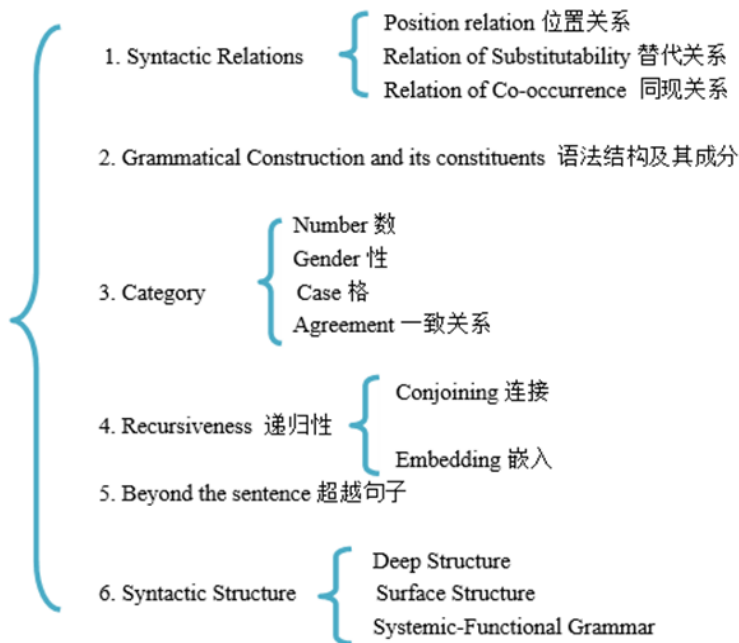 Position relation 位置关系
1. Syntactic Relations
Relation of Substitutability 替代关系
Relation of Co-occurrence 同现关系
2. Grammatical Construction and its constituents 语法结构及其成分
Number 数
Gender 性
3. Category
Case 格
Agreement 一致关系
Conjoining 连接
4. Recursiveness 递归性
Embedding 嵌入
5. Beyond the sentence 超越句子
Deep Structure
6. Syntactic Structure
Surface Structure
Systemic-Functional Grammar